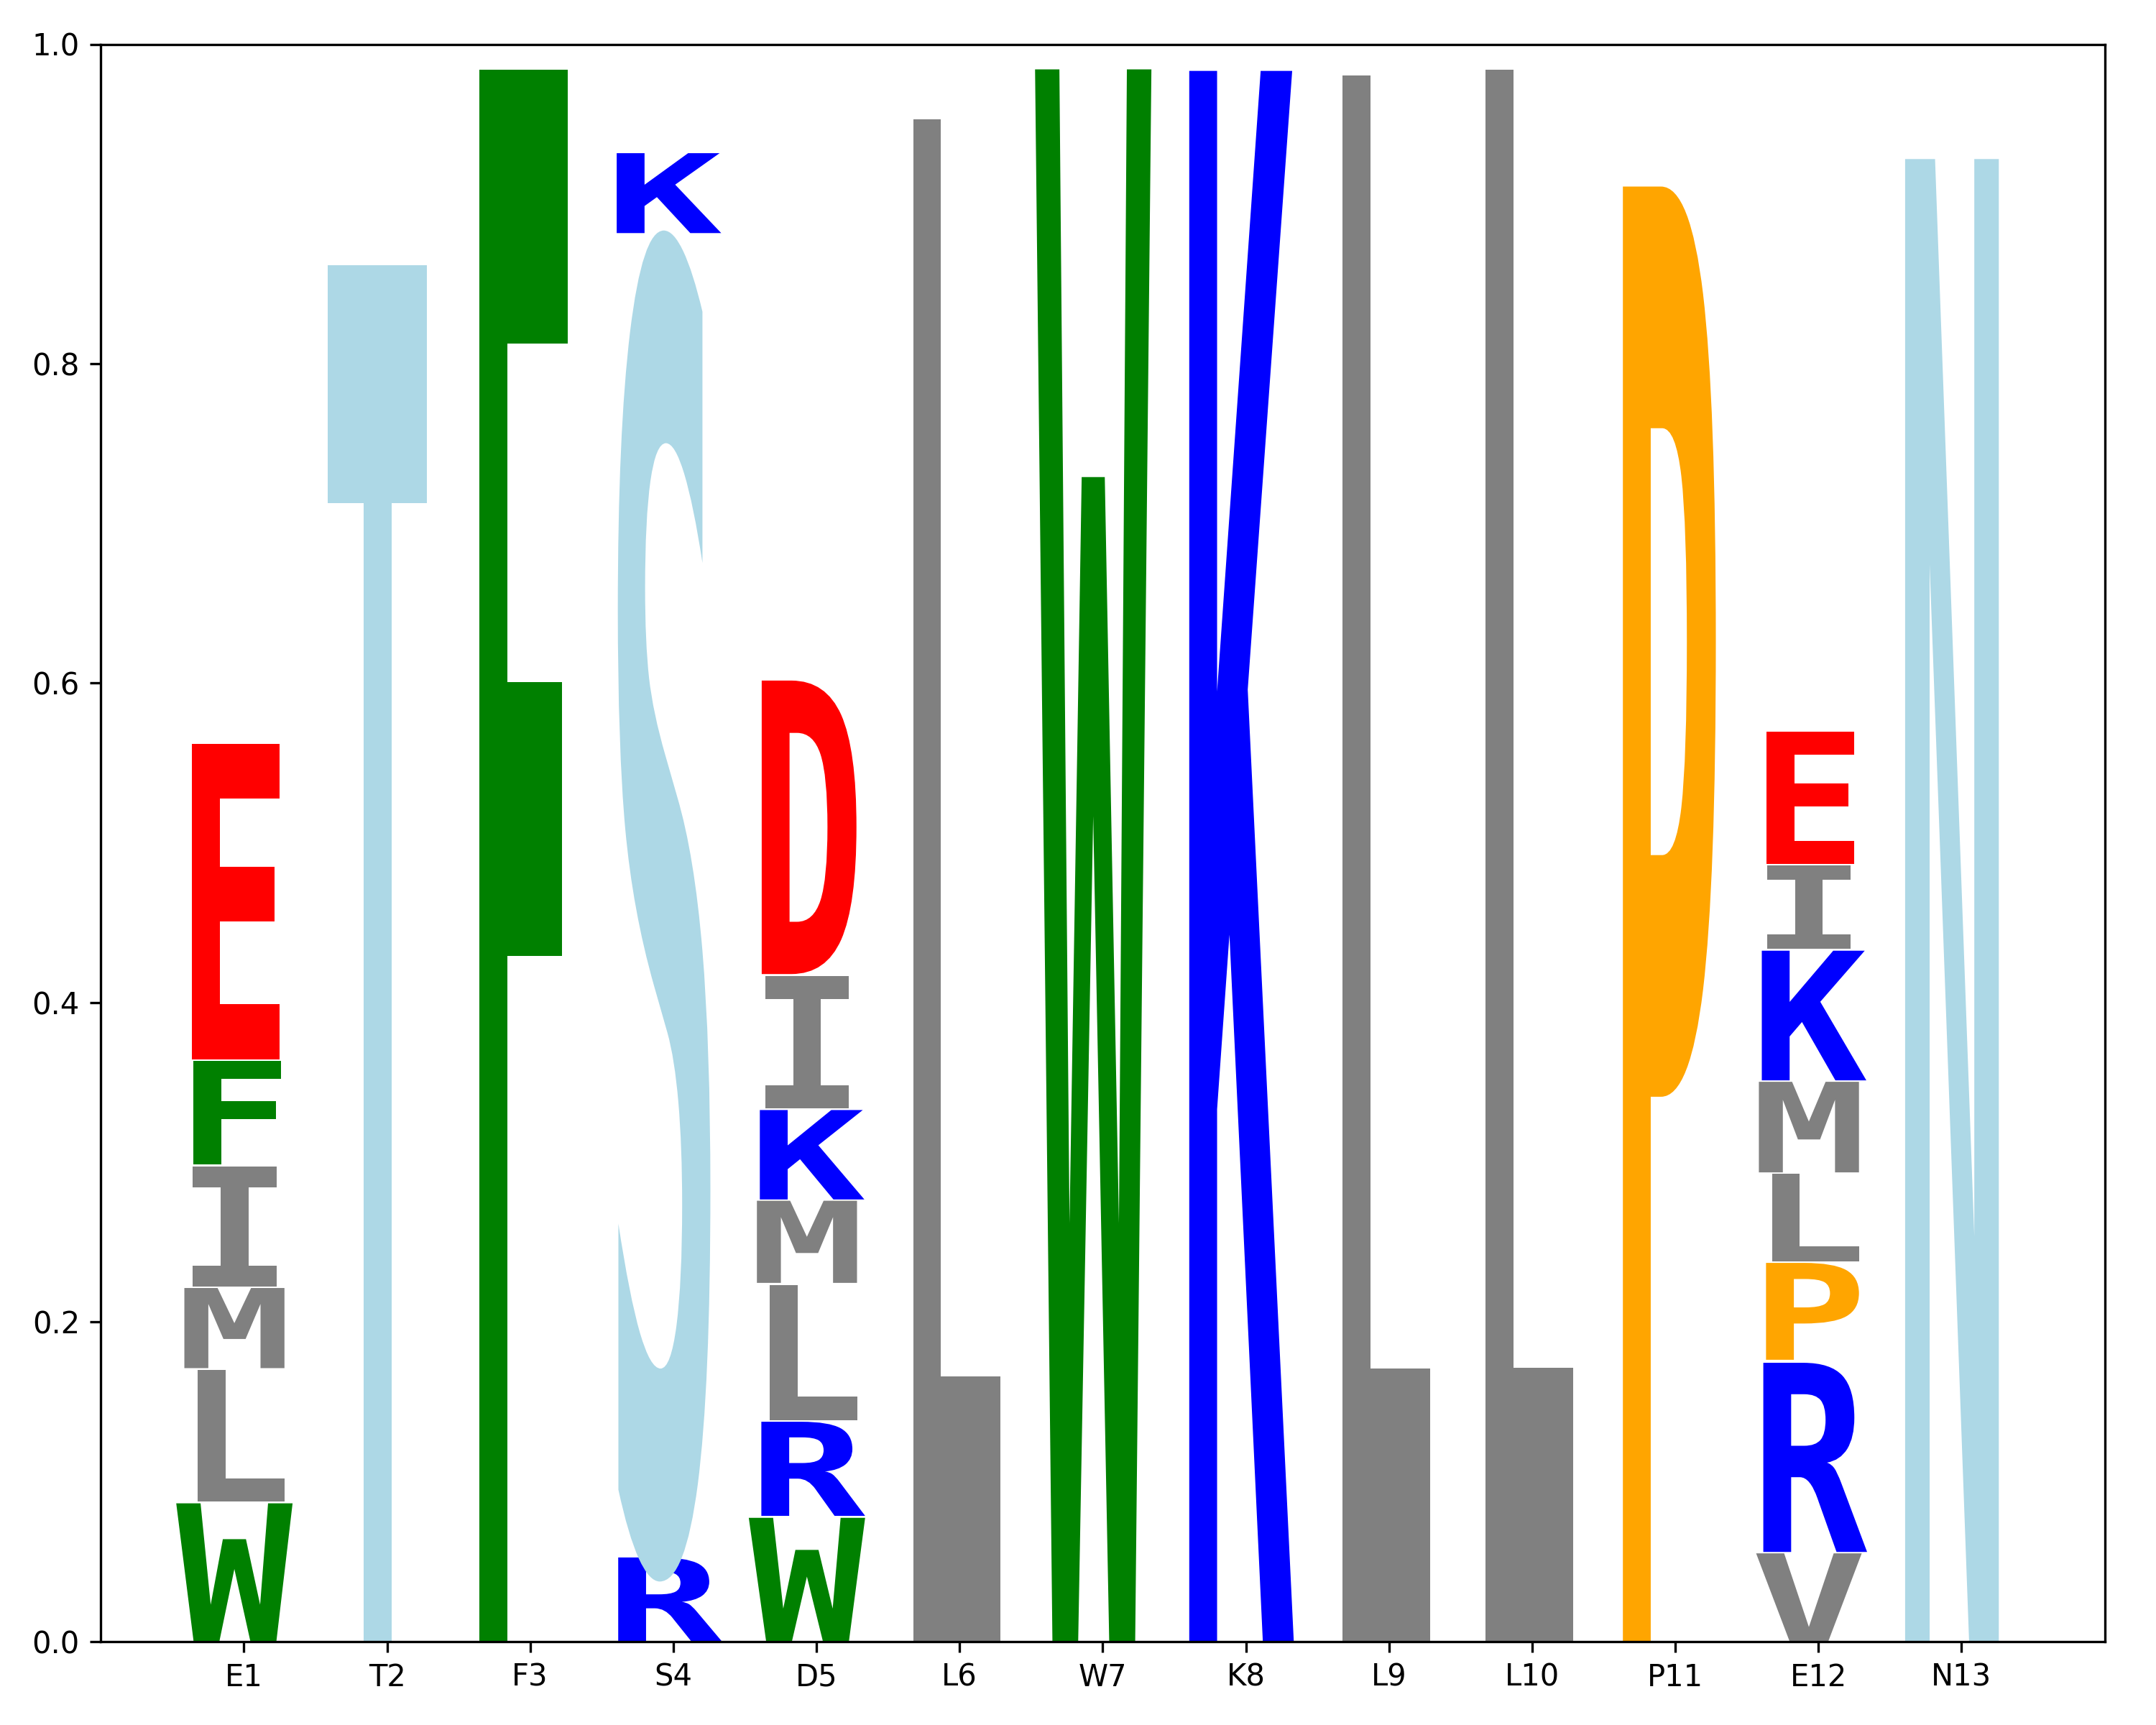 1.0
K
T F S L W K L L P N
0.8
0.6
E D E
F I I
I K K
0.4
M M M
L L L
0.2
W R P
R W R
V
0.0
E1 T2 F3 S4 D5 L6 W7 K8 L9 L10 P11 E12 N13